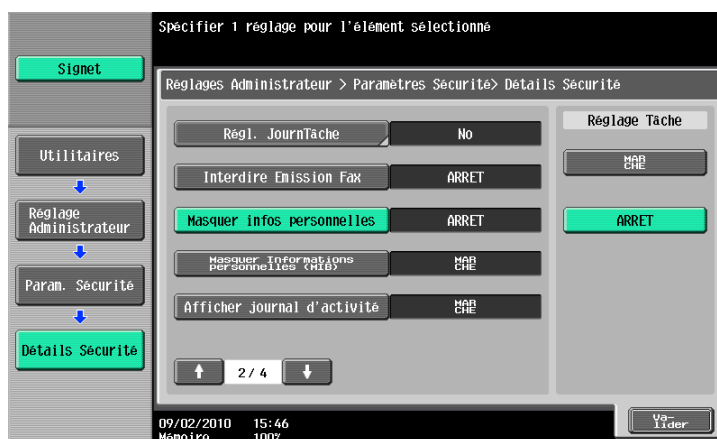 Spécifier 1 réglage pour l'élément sélectionné
Signet
Réglages Administrateur > Paramètres Sécurité> Détails Sécurité
Utilitaires
Réglage
Administrateur
Param. Sécurité
Détails Sécurité
Régl. JournTâche
No
Interdire Emission Fax
ARRET
Masquer infos personnelles
ARRET
Masquer Informations
personnelles (MIB)
MAR
CHE
Afficher journal d'activité
MAR
CHE
2/ 4
Réglage Tâche
MAR
CHE
ARRET
09/02/2010 15:46
Mémoire 100%
Va-
lider